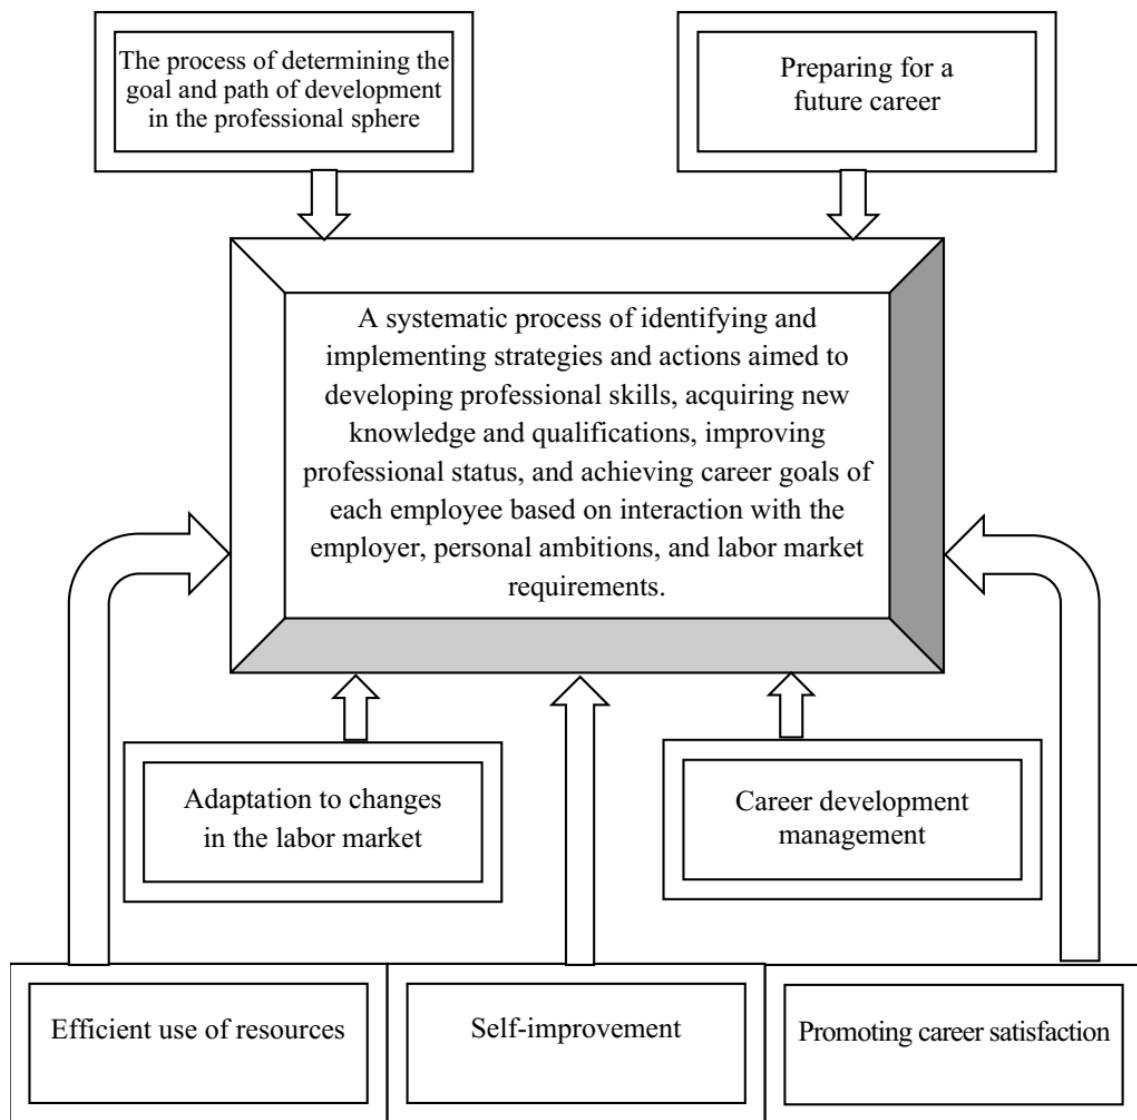 The process of determining the
goal and path of development
in the professional sphere
Preparing for a
future career
A systematic process of identifying and
implementing strategies and actions aimed to
developing professional skills, acquiring new
knowledge and qualifications, improving
professional status, and achieving career goals of
each employee based on interaction with the
employer, personal ambitions, and labor market
requirements.
Adaptation to changes
in the labor market
Career development
management
Efficient use of resources
Self-improvement
Promoting career satisfaction